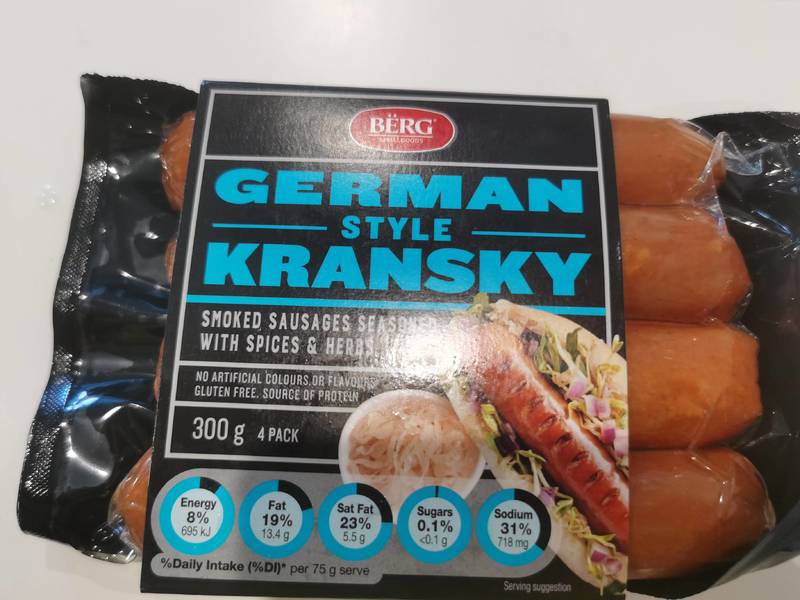 BËRG
SMALLGOODS
GERMAN
STYLE
KRANSKY
SMOKED SAUSAGES SEASONED
WITH SPICES & HERBS
NO ARTIFICIAL COLOURS OR FLAVOURS
GLUTEN FREE. SOURCE OF PROTEIN
300 g 4 PACK
Energy
8%
695 kJ
Fat
19%
13.4 g
Sat Fat
23%
5.5 g
Sugars
0.1%
<0.1 g
Sodium
31%
718 mg
%Daily Intake (%DI)* per 75 g serve
Serving suggestion